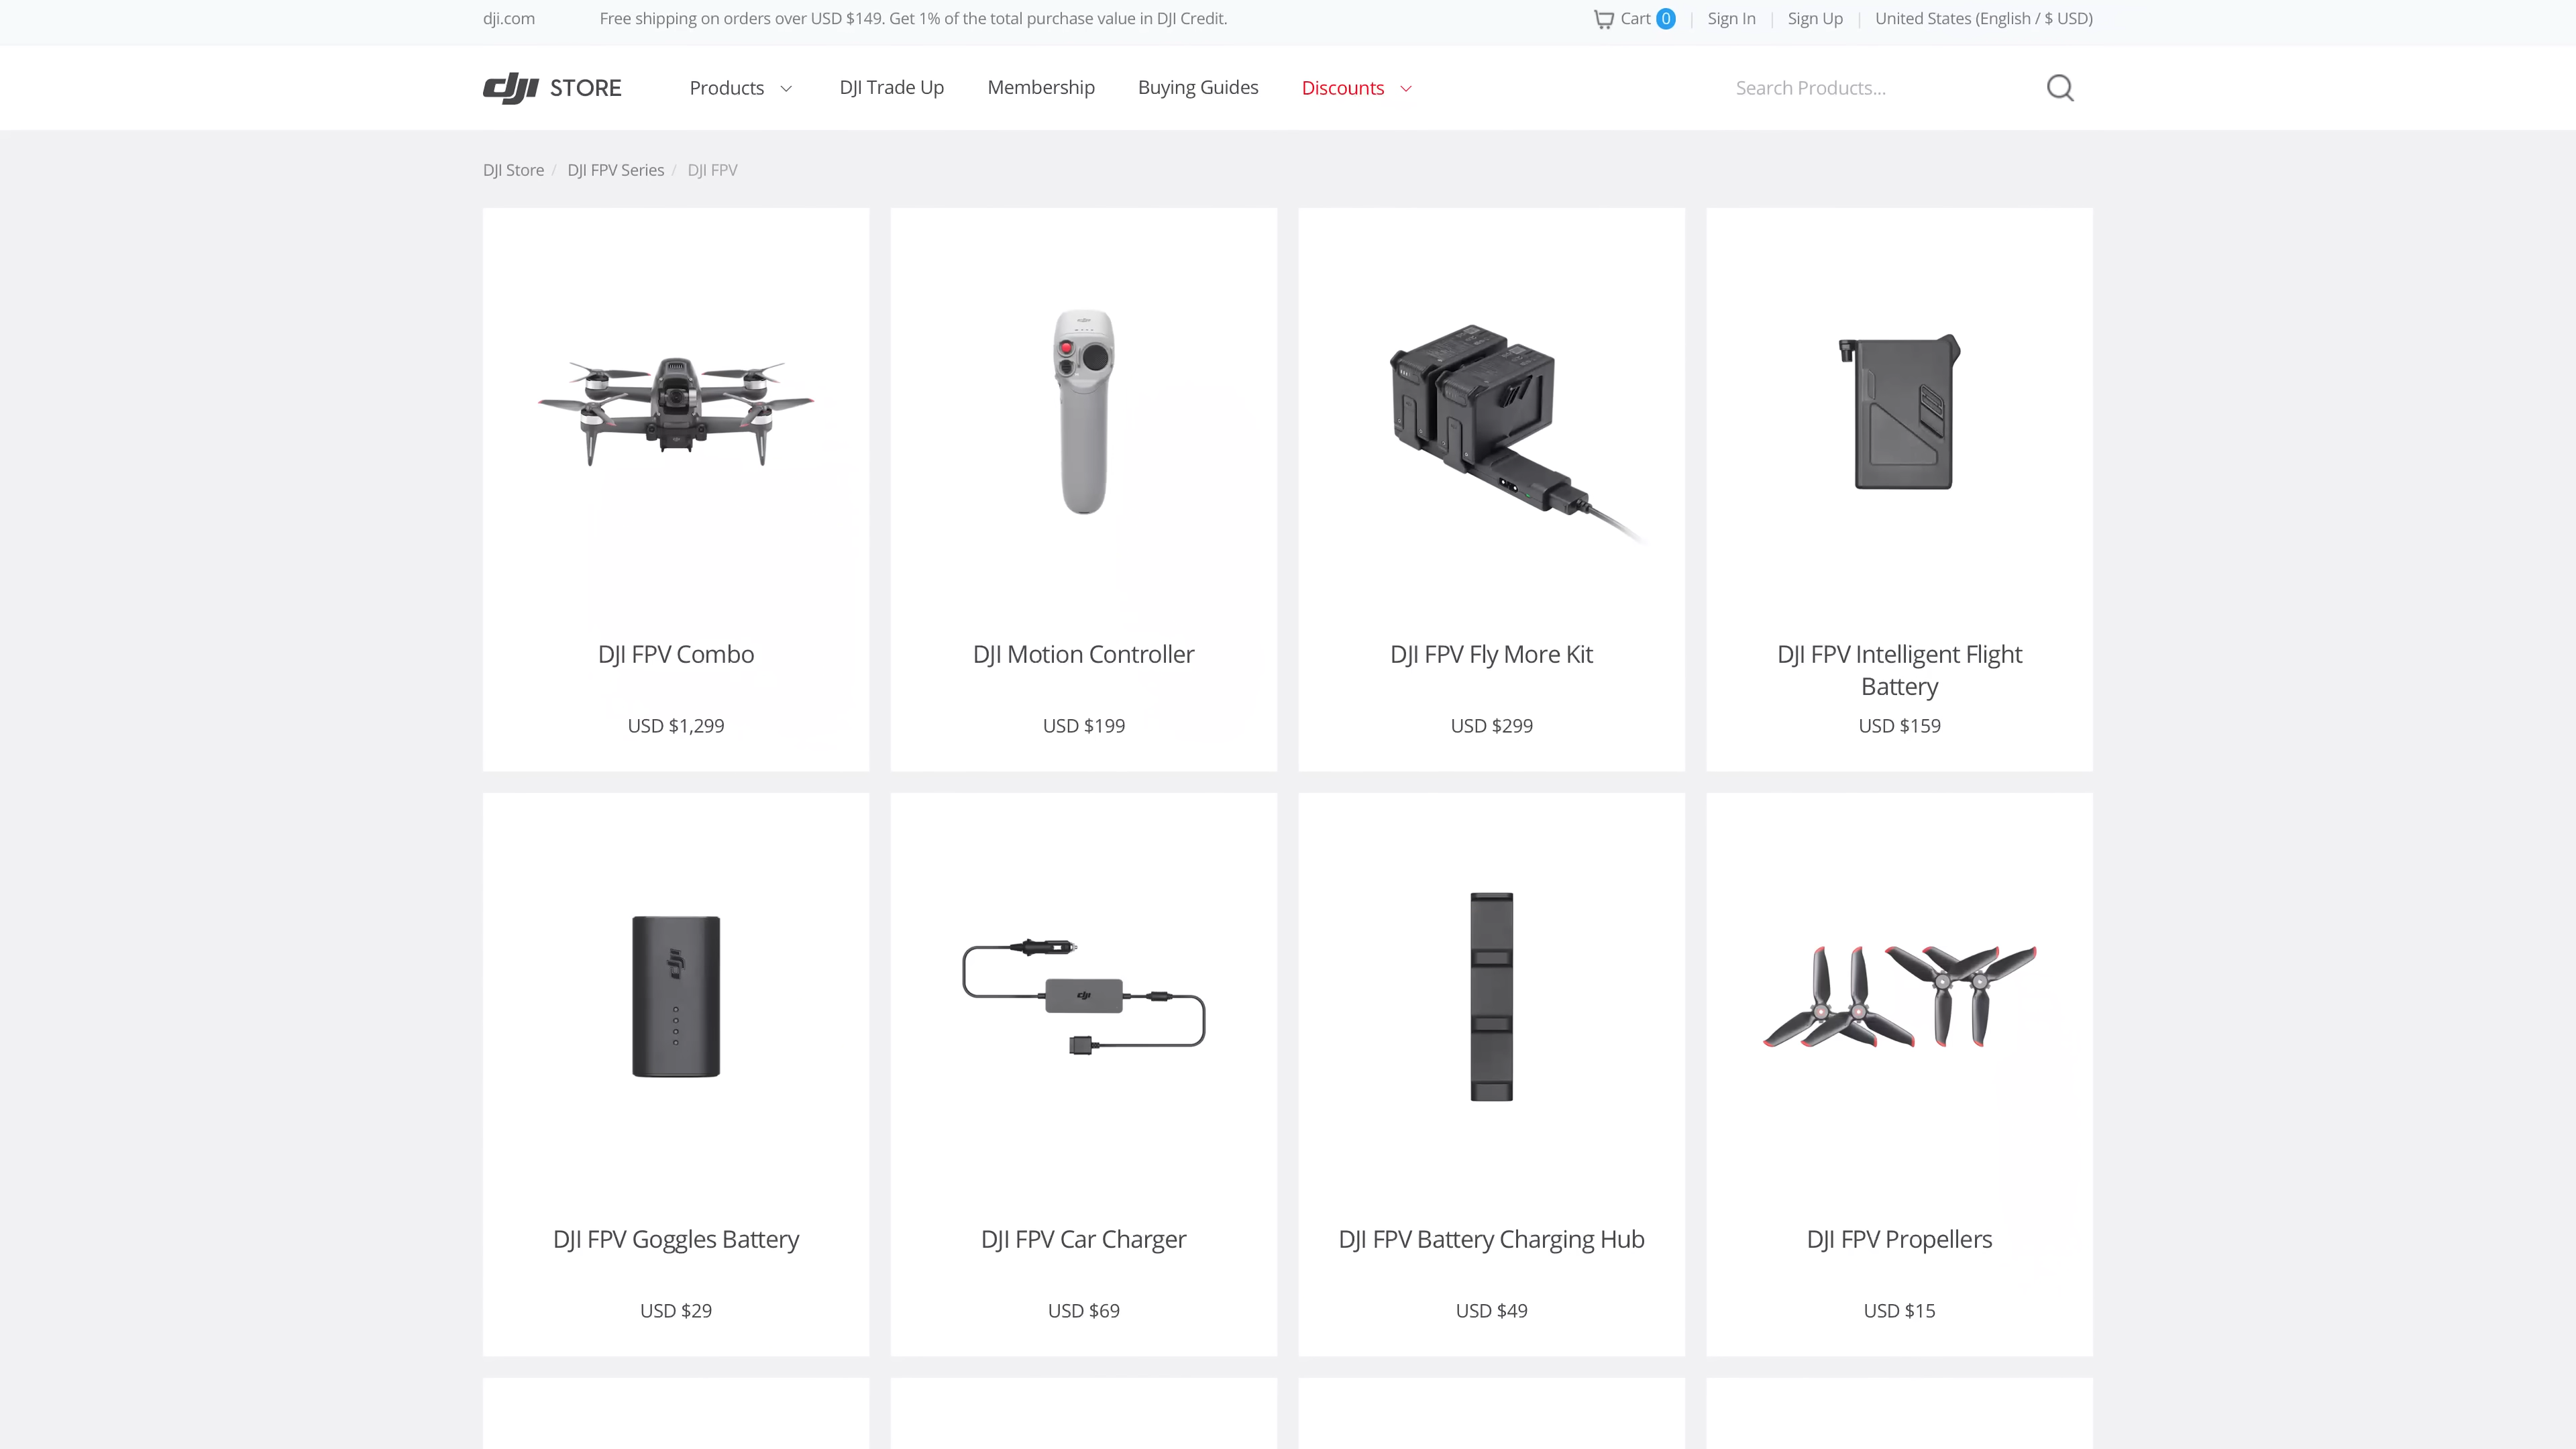 dji.com
Free shipping on orders over USD $149. Get 1% of the total purchase value in DJI Credit.
Cart 0
Sign In
Sign Up
United States (English / $ USD)
dji STORE
Products
DJI Trade Up
Membership
Buying Guides
Discounts
Search Products...
DJI Store / DJI FPV Series / DJI FPV
DJI FPV Combo
USD $1,299
DJI Motion Controller
USD $199
DJI FPV Fly More Kit
USD $299
DJI FPV Intelligent Flight
Battery
USD $159
dji
dji
DJI FPV Goggles Battery
USD $29
DJI FPV Car Charger
USD $69
DJI FPV Battery Charging Hub
USD $49
DJI FPV Propellers
USD $15